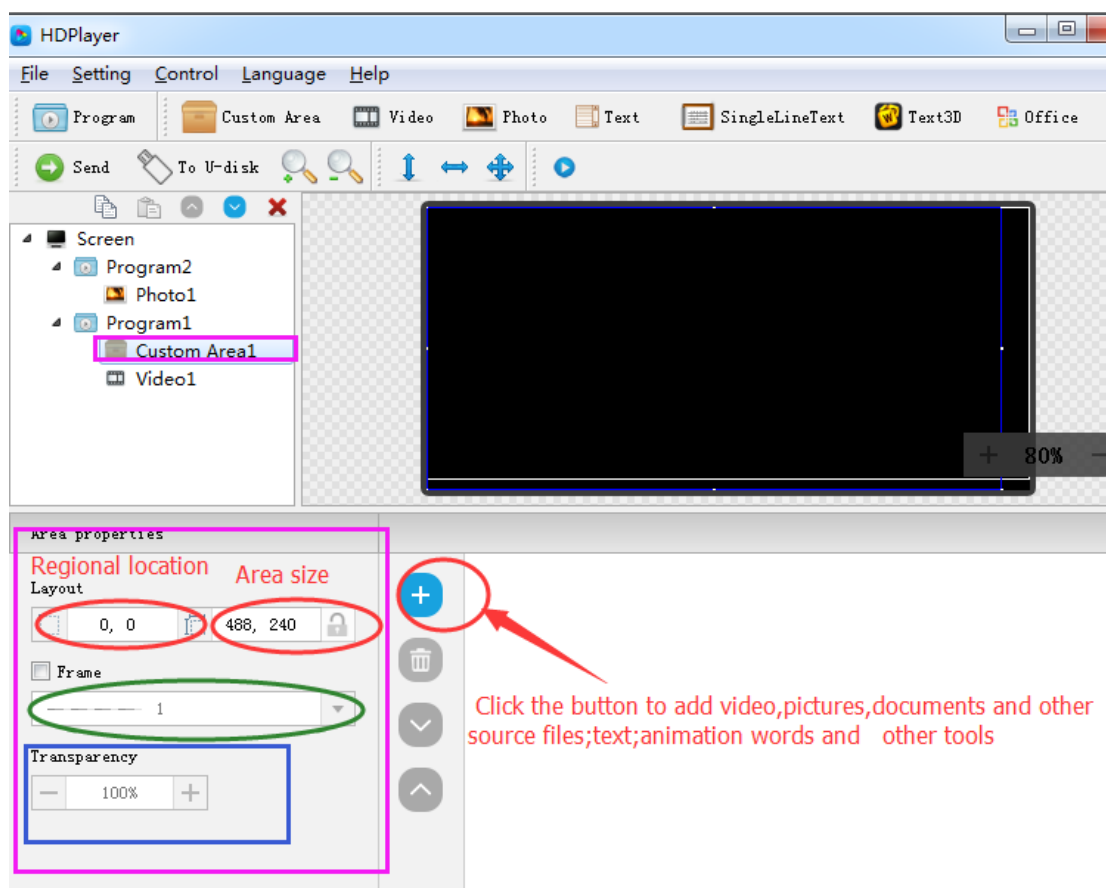 HDPlayer
File Setting Control Language Help
Program Custom Area Video Photo Text SingleLineText Text3D Office
Send To U-disk
Screen
Program2
Photo1
Program1
Custom Area1
Video1
+ 80% −
Area properties
Regional location
Area size
Layout
0, 0 488, 240
Frame
1
Click the button to add video,pictures,documents and other
source files;text;animation words and other tools
Transparency
− 100% +